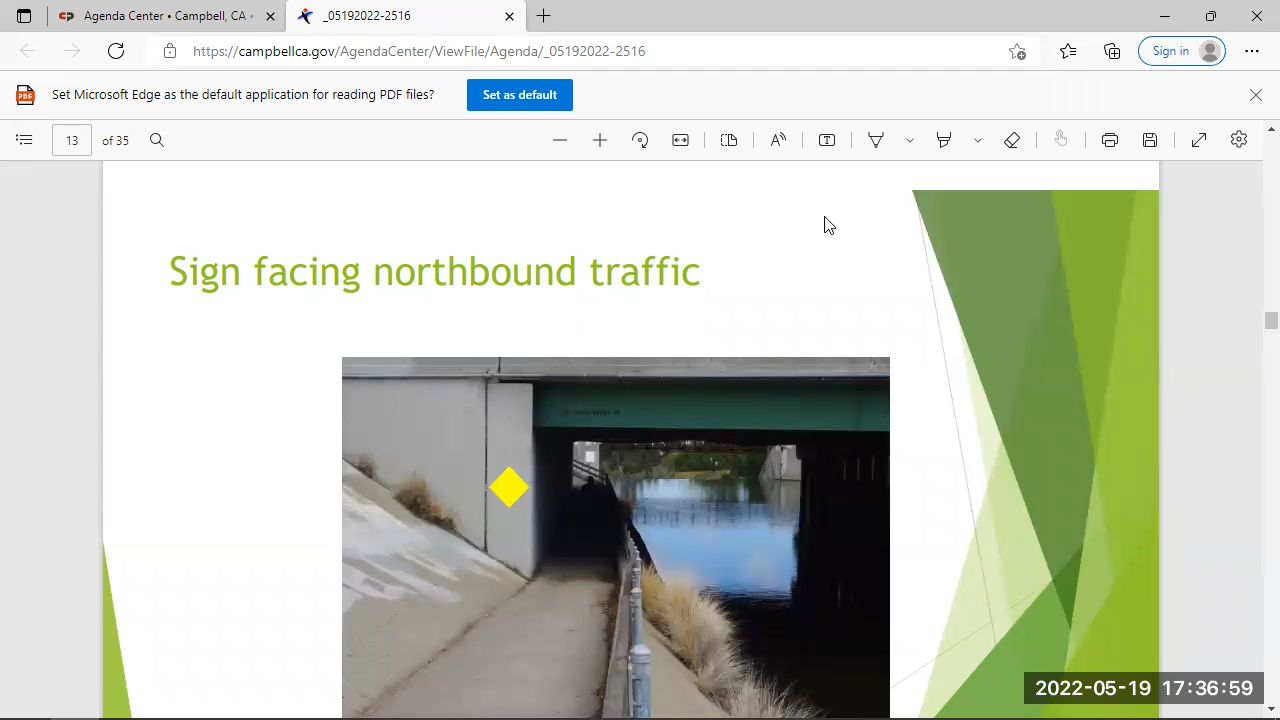 Agenda Center • Campbell, CA •
_05192022-2516
https://campbellca.gov/AgendaCenter/ViewFile/Agenda/_05192022-2516
Sign in
PDF
Set Microsoft Edge as the default application for reading PDF files?
Set as default
13 of 35
Sign facing northbound traffic
2022-05-19 17:36:59